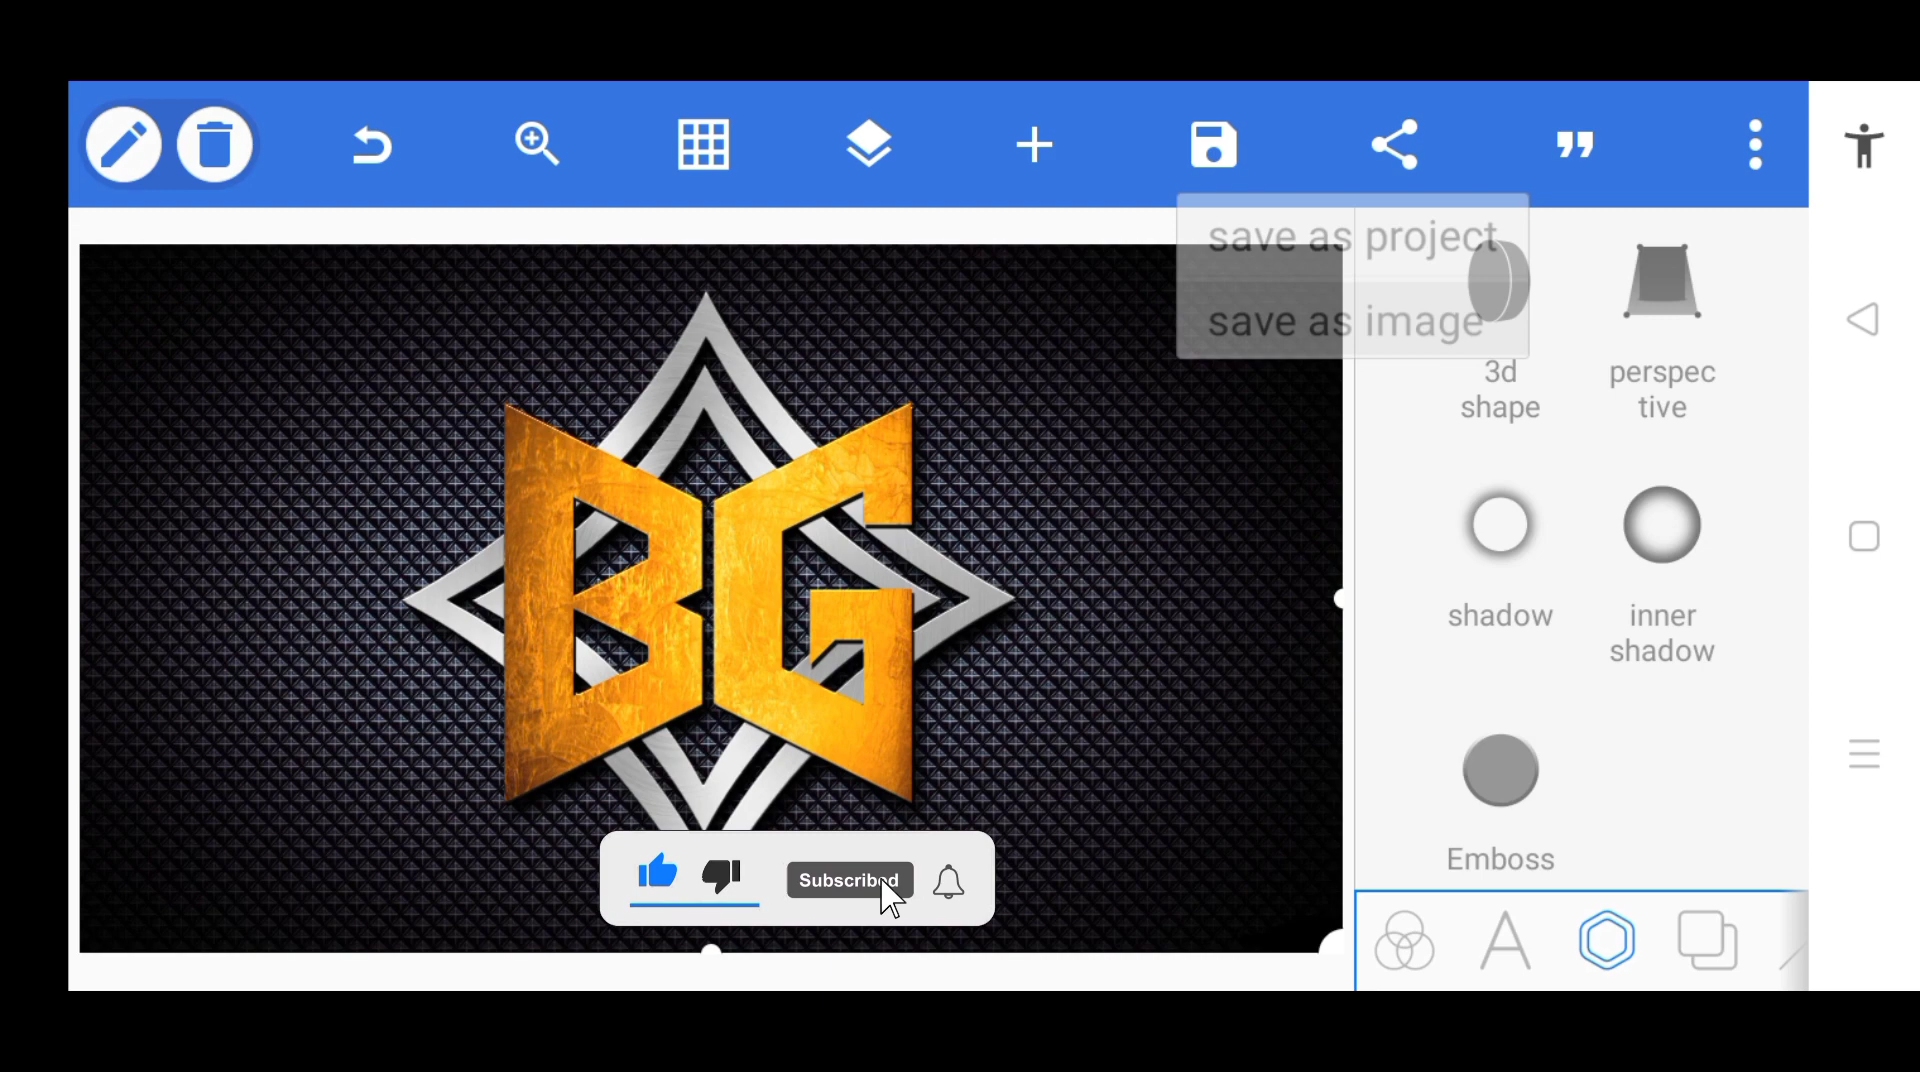 save as project
save as image
3d
shape
perspec
tive
shadow
inner
shadow
BG
Emboss
Subscribed